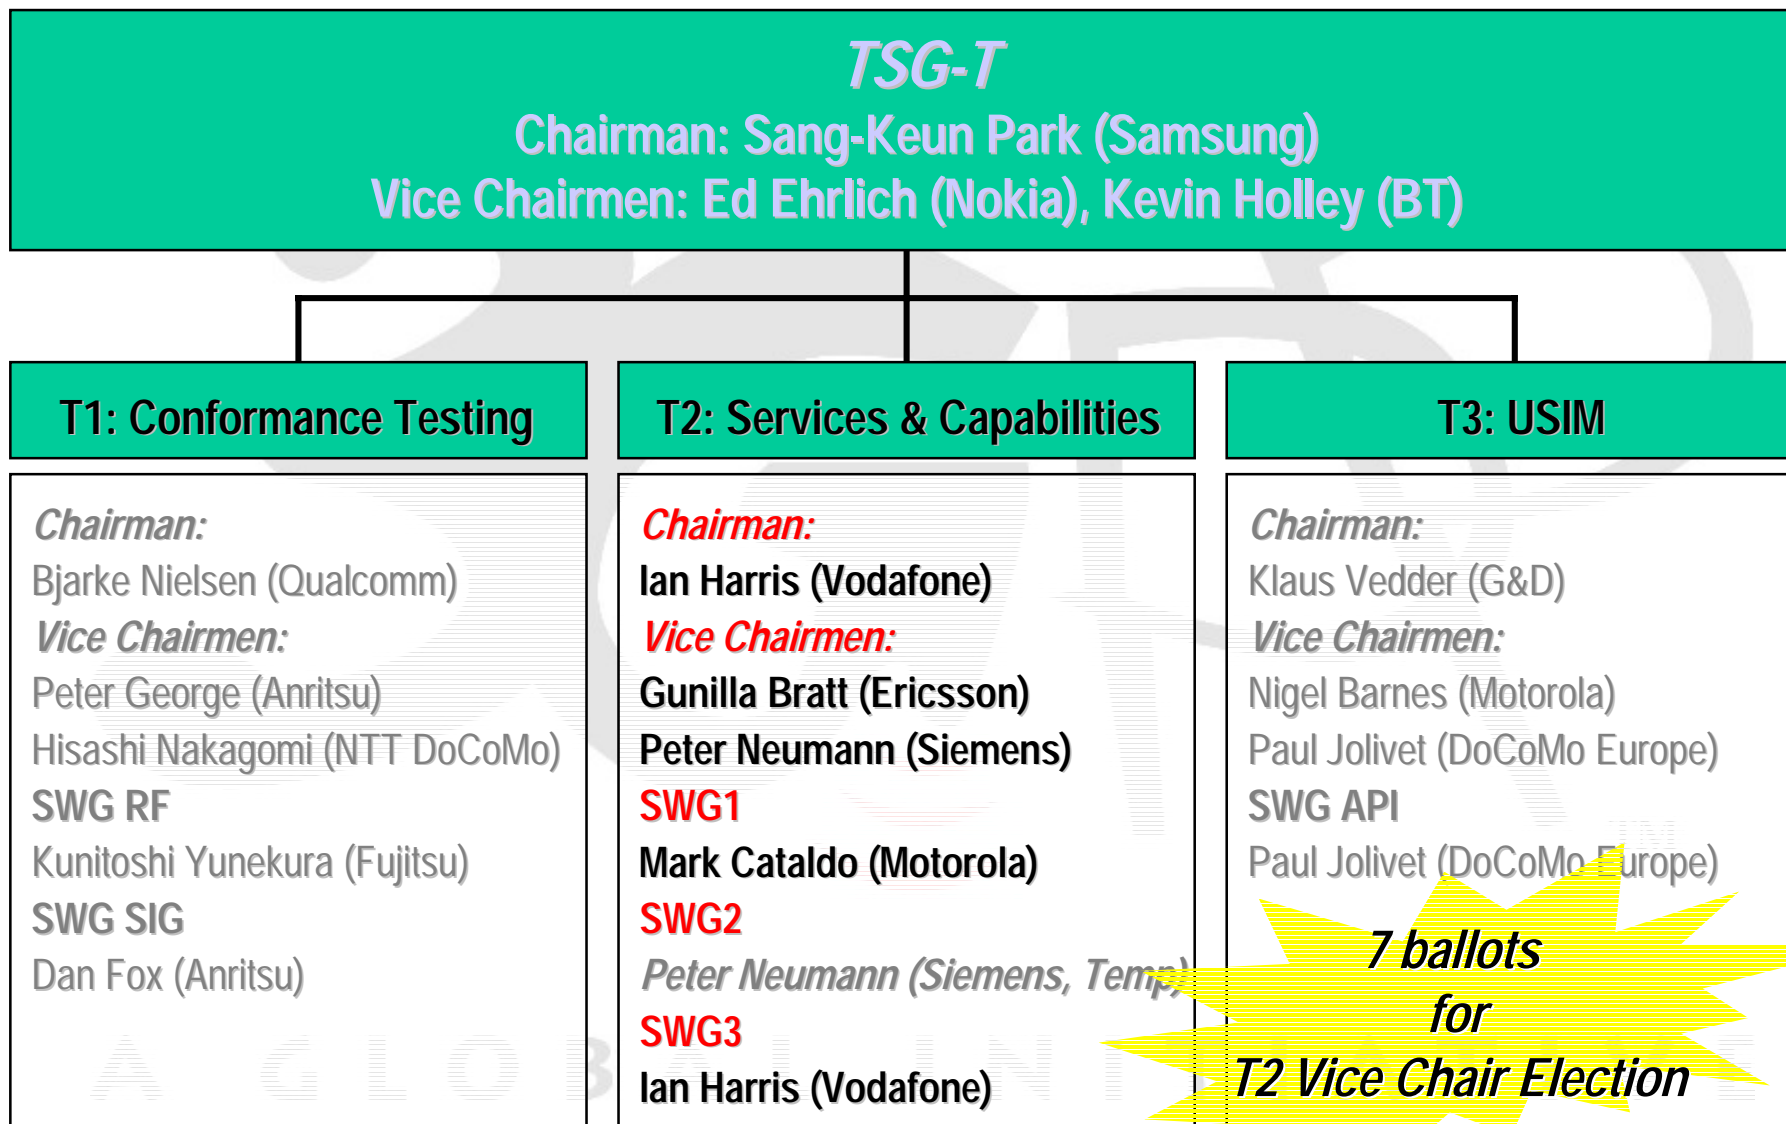 TSG-T
Chairman: Sang-Keun Park (Samsung)
Vice Chairmen: Ed Ehrlich (Nokia), Kevin Holley (BT)
T1: Conformance Testing
Chairman:
Bjarke Nielsen (Qualcomm)
Vice Chairmen:
Peter George (Anritsu)
Hisashi Nakagomi (NTT DoCoMo)
SWG RF
Kunitoshi Yunekura (Fujitsu)
SWG SIG
Dan Fox (Anritsu)
T2: Services & Capabilities
Chairman:
Ian Harris (Vodafone)
Vice Chairmen:
Gunilla Bratt (Ericsson)
Peter Neumann (Siemens)
SWG1
Mark Cataldo (Motorola)
SWG2
Peter Neumann (Siemens, Temp)
SWG3
Ian Harris (Vodafone)
T3: USIM
Chairman:
Klaus Vedder (G&D)
Vice Chairmen:
Nigel Barnes (Motorola)
Paul Jolivet (DoCoMo Europe)
SWG API
Paul Jolivet (DoCoMo Europe)
TM
7 ballots
for
T2 Vice Chair Election
A GLOBAL